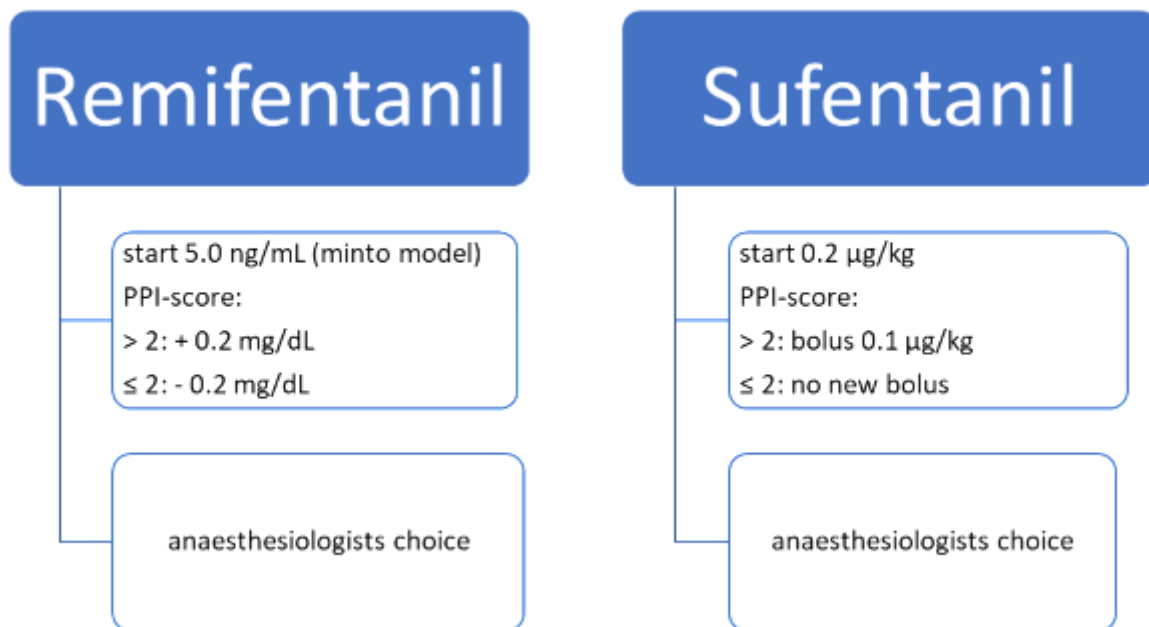 Remifentanil
start 5.0 ng/mL (minto model)
PPI-score:
> 2: + 0.2 mg/dL
≤ 2: - 0.2 mg/dL
anaesthesiologists choice
Sufentanil
start 0.2 µg/kg
PPI-score:
> 2: bolus 0.1 µg/kg
≤ 2: no new bolus
anaesthesiologists choice